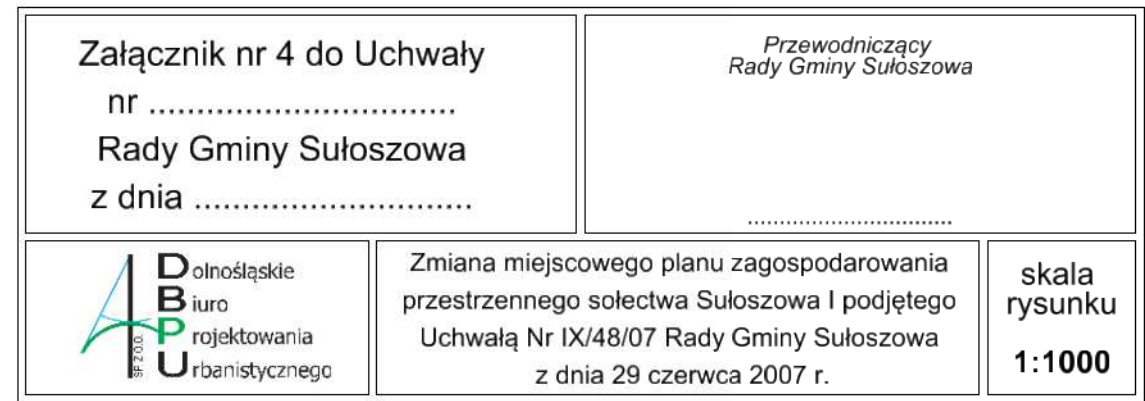 Załącznik nr 4 do Uchwały
nr ................................
Rady Gminy Sułoszowa
z dnia .............................
Przewodniczący
Rady Gminy Sułoszowa
................................
Dolnośląskie
Biuro
Projektowania
Urbanistycznego
SP. Z O.O.
Zmiana miejscowego planu zagospodarowania
przestrzennego sołectwa Sułoszowa I podjętego
Uchwałą Nr IX/48/07 Rady Gminy Sułoszowa
z dnia 29 czerwca 2007 r.
skala
rysunku
1:1000